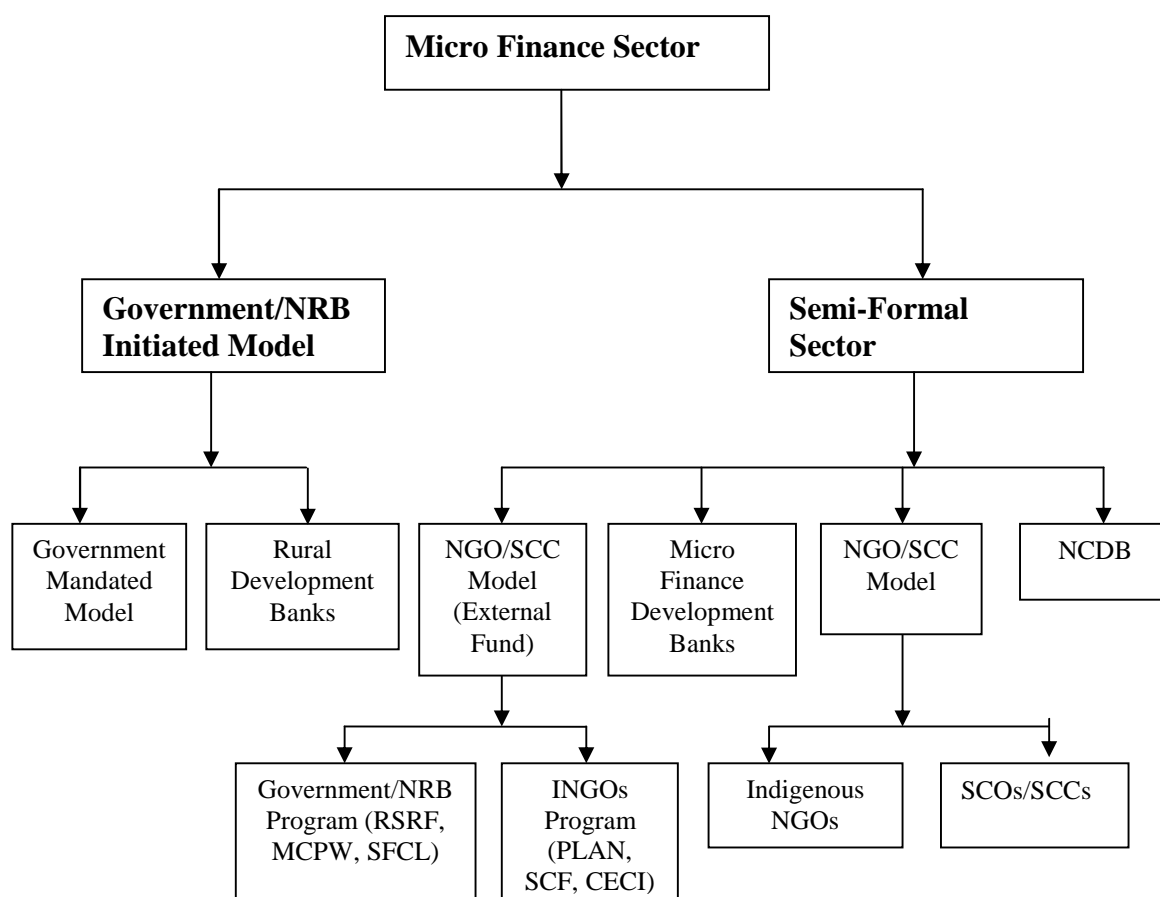 Micro Finance Sector
Government/NRB
Initiated Model
Semi-Formal
Sector
Government
Mandated
Model
Rural
Development
Banks
NGO/SCC
Model
(External
Fund)
Micro
Finance
Development
Banks
NGO/SCC
Model
NCDB
Government/NRB
Program (RSRF,
MCPW, SFCL)
INGOs
Program
(PLAN,
SCF, CECI)
Indigenous
NGOs
SCOs/SCCs